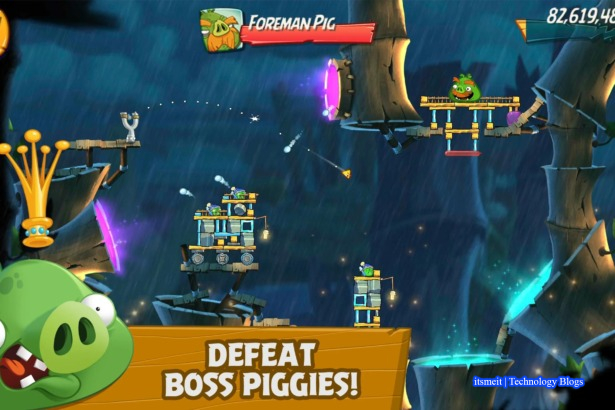 FOREMAN PIG
82,619,48
DEFEAT
BOSS PIGGIES!
itsmeit | Technology Blogs